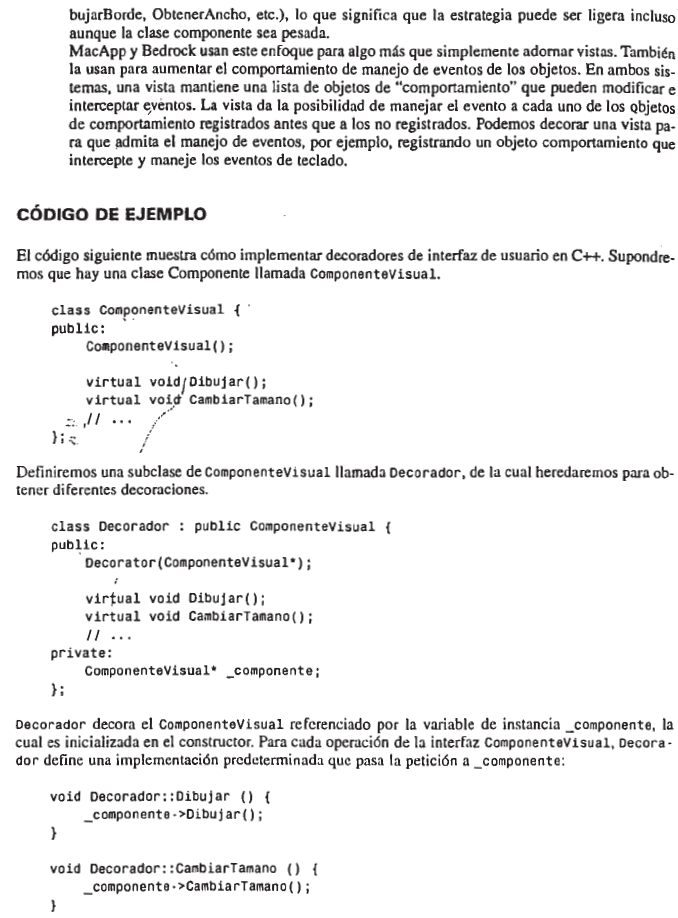 bujarBorde, ObtenerAncho, etc.), lo que significa que la estrategia puede ser ligera incluso
aunque la clase componente sea pesada.
MacApp y Bedrock usan este enfoque para algo más que simplemente adornar vistas. También
la usan para aumentar el comportamiento de manejo de eventos de los objetos. En ambos sis-
temas, una vista mantiene una lista de objetos de “comportamiento” que pueden modificar e
interceptar eventos. La vista da la posibilidad de manejar el evento a cada uno de los objetos
de comportamiento registrados antes que a los no registrados. Podemos decorar una vista pa-
ra que admita el manejo de eventos, por ejemplo, registrando un objeto comportamiento que
intercepte y maneje los eventos de teclado.
CÓDIGO DE EJEMPLO
El código siguiente muestra cómo implementar decoradores de interfaz de usuario en C++. Supondre-
mos que hay una clase Componente llamada ComponenteVisual.
class ComponenteVisual {
public:
ComponenteVisual();
virtual void Dibujar();
virtual void CambiarTamano();
// ...
};
Definiremos una subclase de ComponenteVisual llamada Decorador, de la cual heredaremos para ob-
tener diferentes decoraciones.
class Decorador : public ComponenteVisual {
public:
Decorator(ComponenteVisual*);
virtual void Dibujar();
virtual void CambiarTamano();
// ...
private:
ComponenteVisual* _componente;
};
Decorador decora el ComponenteVisual referenciado por la variable de instancia _componente, la
cual es inicializada en el constructor. Para cada operación de la interfaz ComponenteVisual, Decora-
dor define una implementación predeterminada que pasa la petición a _componente:
void Decorador::Dibujar () {
_componente->Dibujar();
}
void Decorador::CambiarTamano () {
_componente->CambiarTamano();
}